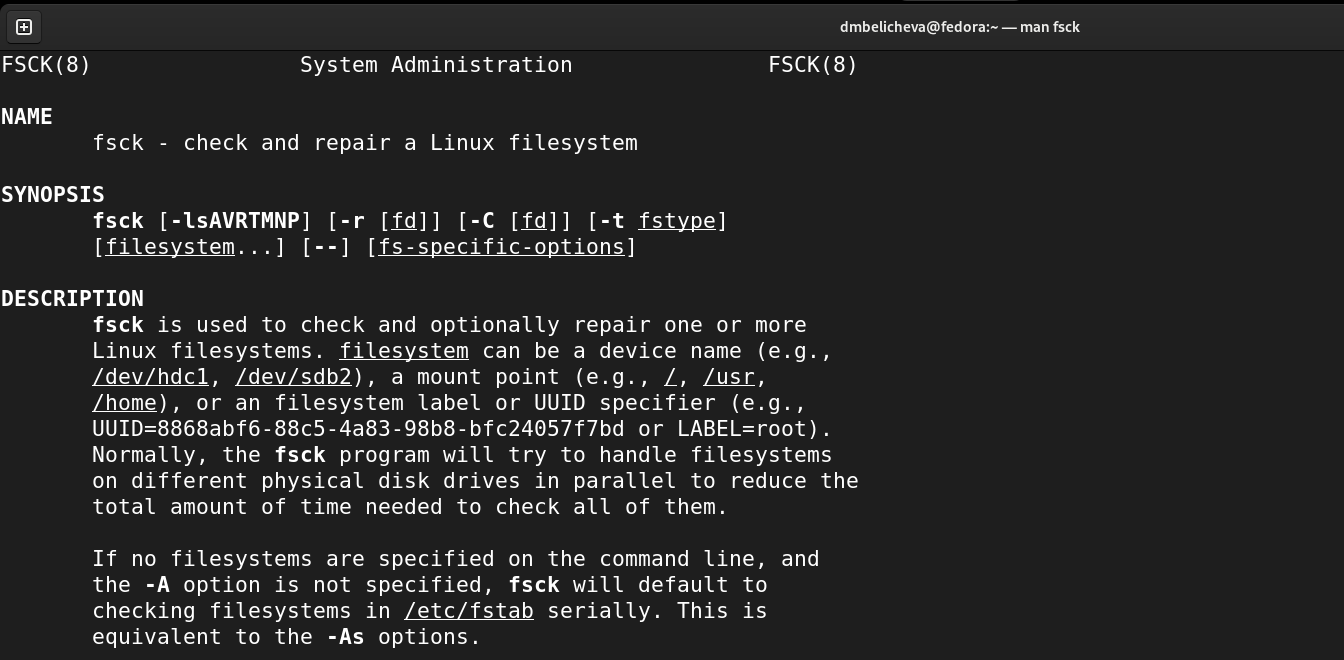 dmbelicheva@fedora:~ — man fsck
FSCK(8) System Administration FSCK(8)
NAME
fsck - check and repair a Linux filesystem
SYNOPSIS
fsck [-lsAVRTMNP] [-r [fd]] [-C [fd]] [-t fstype]
[filesystem...] [--] [fs-specific-options]
DESCRIPTION
fsck is used to check and optionally repair one or more
Linux filesystems. filesystem can be a device name (e.g.,
/dev/hdc1, /dev/sdb2), a mount point (e.g., /, /usr,
/home), or an filesystem label or UUID specifier (e.g.,
UUID=8868abf6-88c5-4a83-98b8-bfc24057f7bd or LABEL=root).
Normally, the fsck program will try to handle filesystems
on different physical disk drives in parallel to reduce the
total amount of time needed to check all of them.
If no filesystems are specified on the command line, and
the -A option is not specified, fsck will default to
checking filesystems in /etc/fstab serially. This is
equivalent to the -As options.